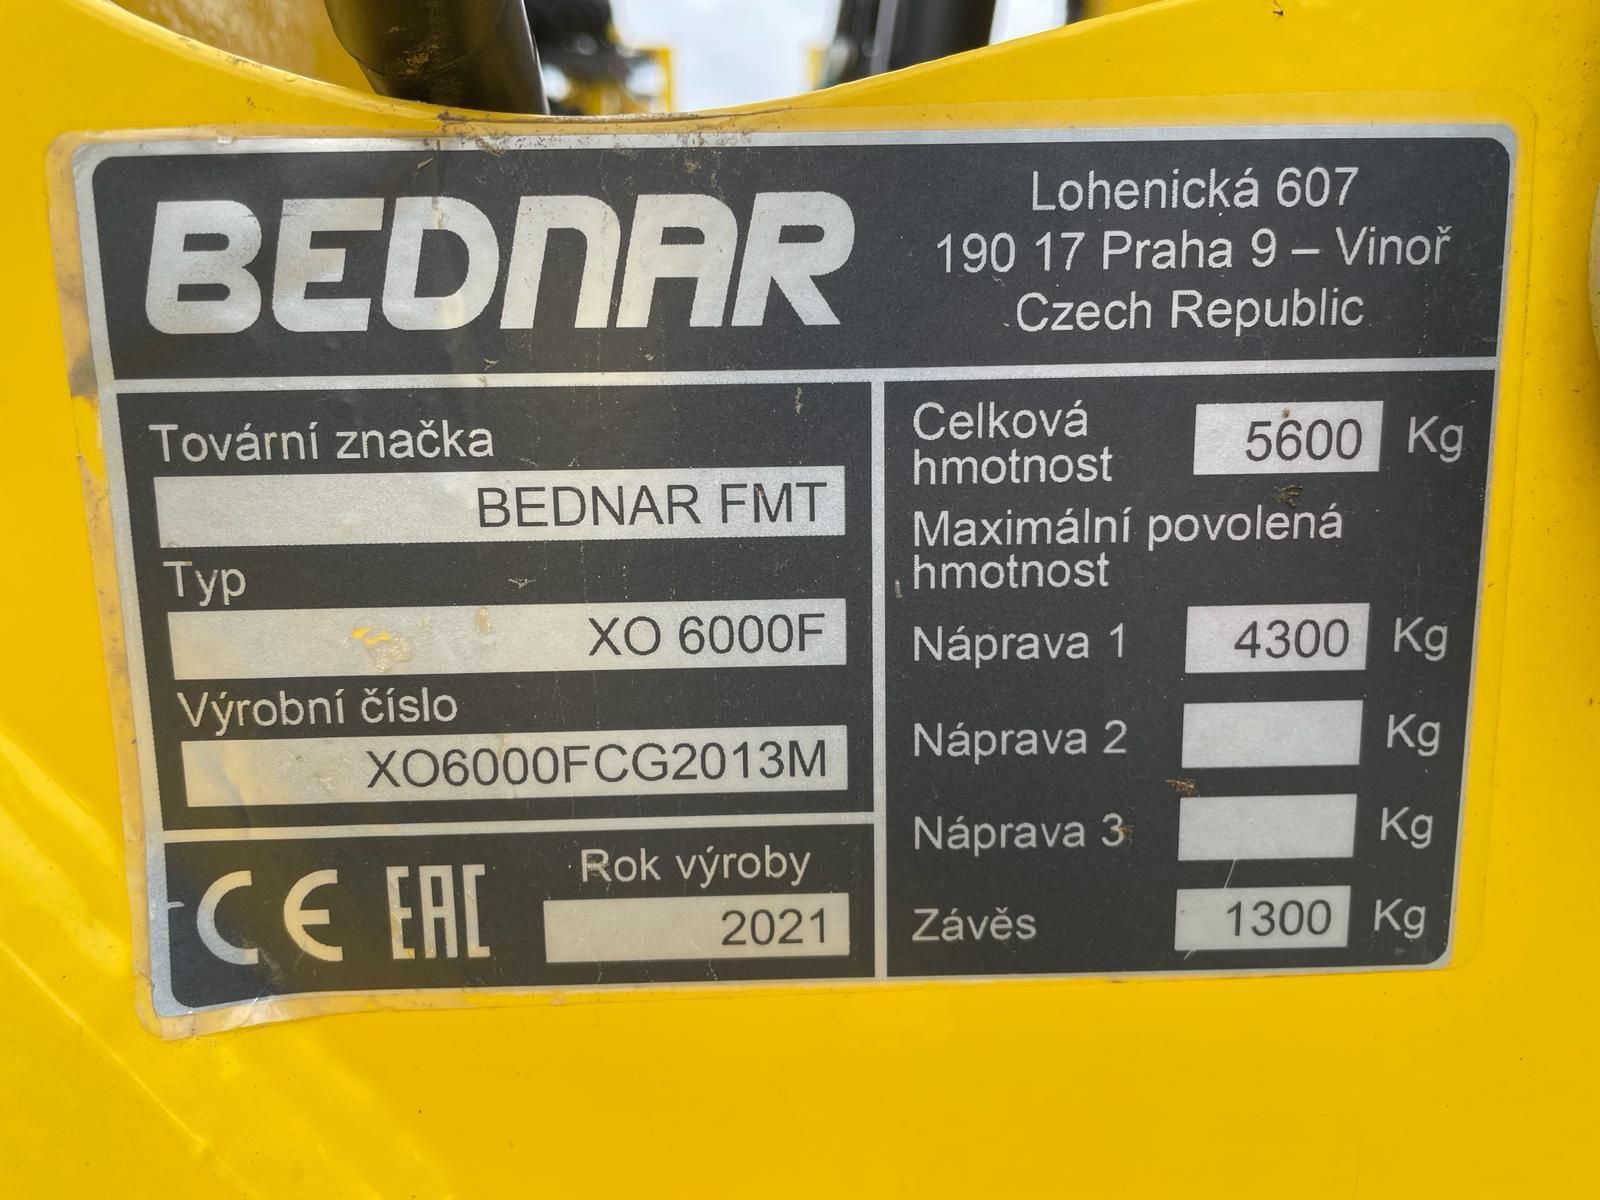 BEDNAR
Lohenická 607
190 17 Praha 9 – Vinoř
Czech Republic
Tovární značka
BEDNAR FMT
Typ
XO 6000F
Výrobní číslo
XO6000FCG2013M
CE EAC
Rok výroby
2021
Celková
hmotnost
5600 Kg
Maximální povolená
hmotnost
Náprava 1 4300 Kg
Náprava 2 Kg
Náprava 3 Kg
Závěs 1300 Kg